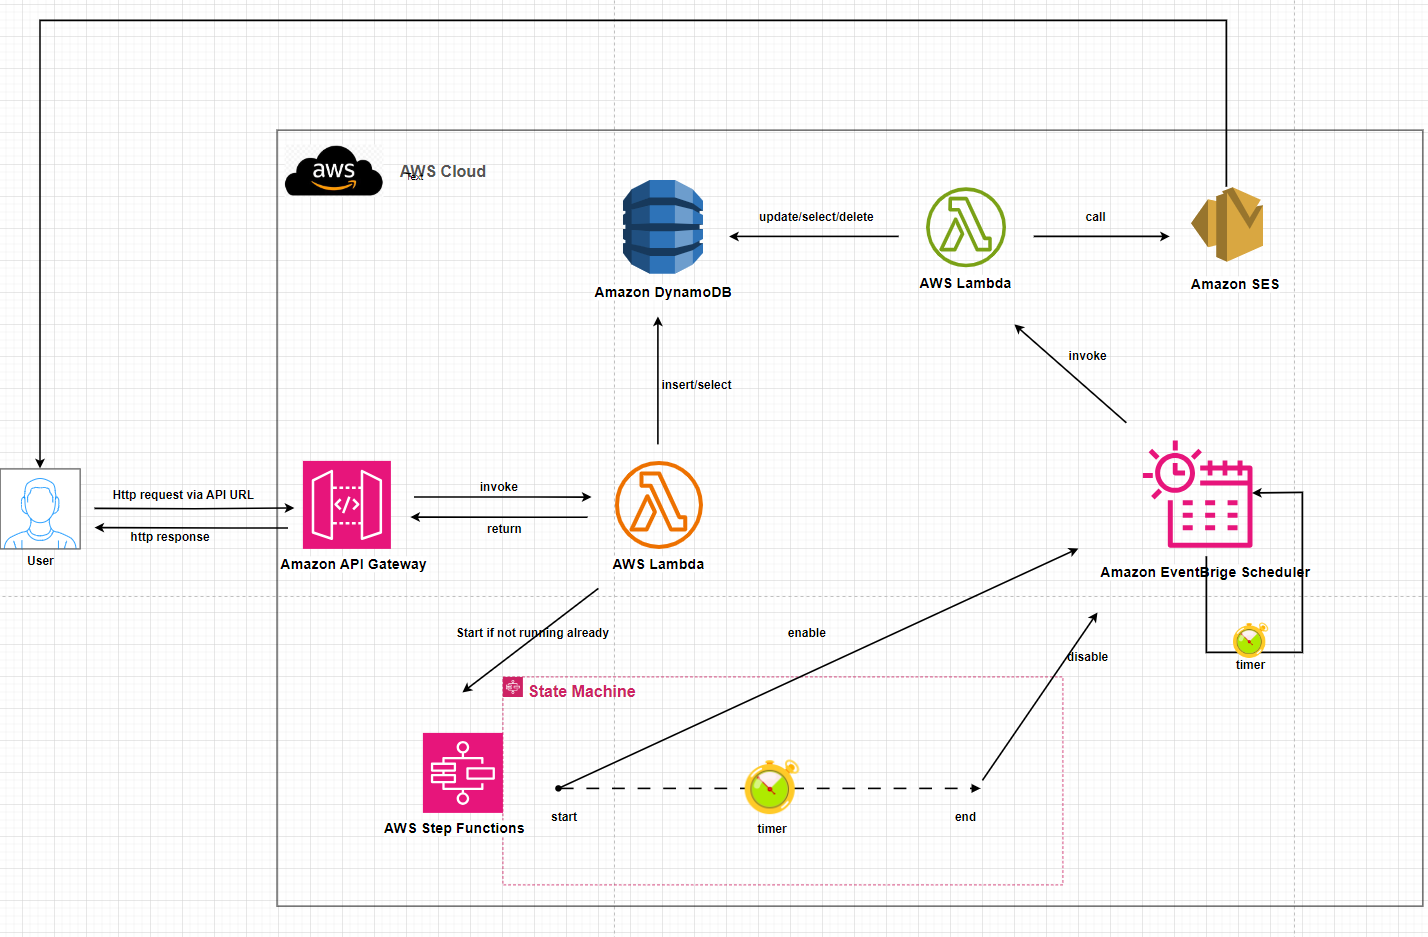 aws
AWS Cloud
Text
update/select/delete
call
Amazon DynamoDB
AWS Lambda
Amazon SES
invoke
insert/select
Http request via API URL
http response
User
</>
Amazon API Gateway
invoke
return
AWS Lambda
Amazon EventBrige Scheduler
timer
Start if not running already
enable
disable
State Machine
AWS Step Functions
start
timer
end